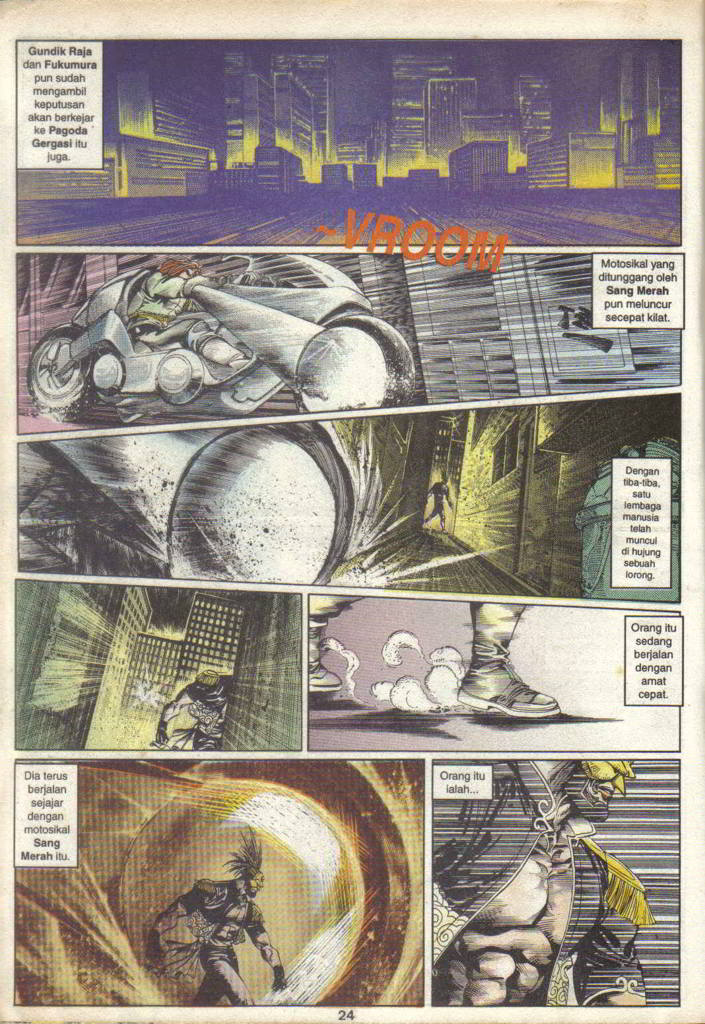 Gundik Raja
dan Fukumura
pun sudah
mengambil
keputusan
akan berkejar
ke Pagoda
Gergasi itu
juga.
~VROOM
Motosikal yang
ditunggang oleh
Sang Merah
pun meluncur
secepat kilat.
Dengan
tiba-tiba,
satu
lembaga
manusia
telah
muncul
di hujung
sebuah
lorong.
Orang itu
sedang
berjalan
dengan
amat
cepat.
Dia terus
berjalan
sejajar
dengan
motosikal
Sang
Merah itu.
Orang itu
ialah...
24